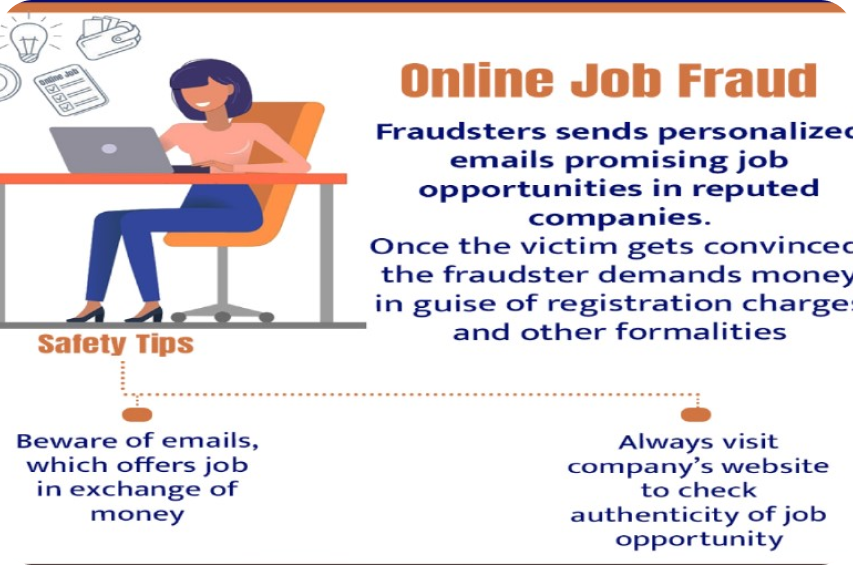 Online Job
Online Job Fraud
Fraudsters sends personalized
emails promising job
opportunities in reputed
companies.
Once the victim gets convinced
the fraudster demands money
in guise of registration charges
and other formalities
Safety Tips
Beware of emails,
which offers job
in exchange of
money
Always visit
company's website
to check
authenticity of job
opportunity